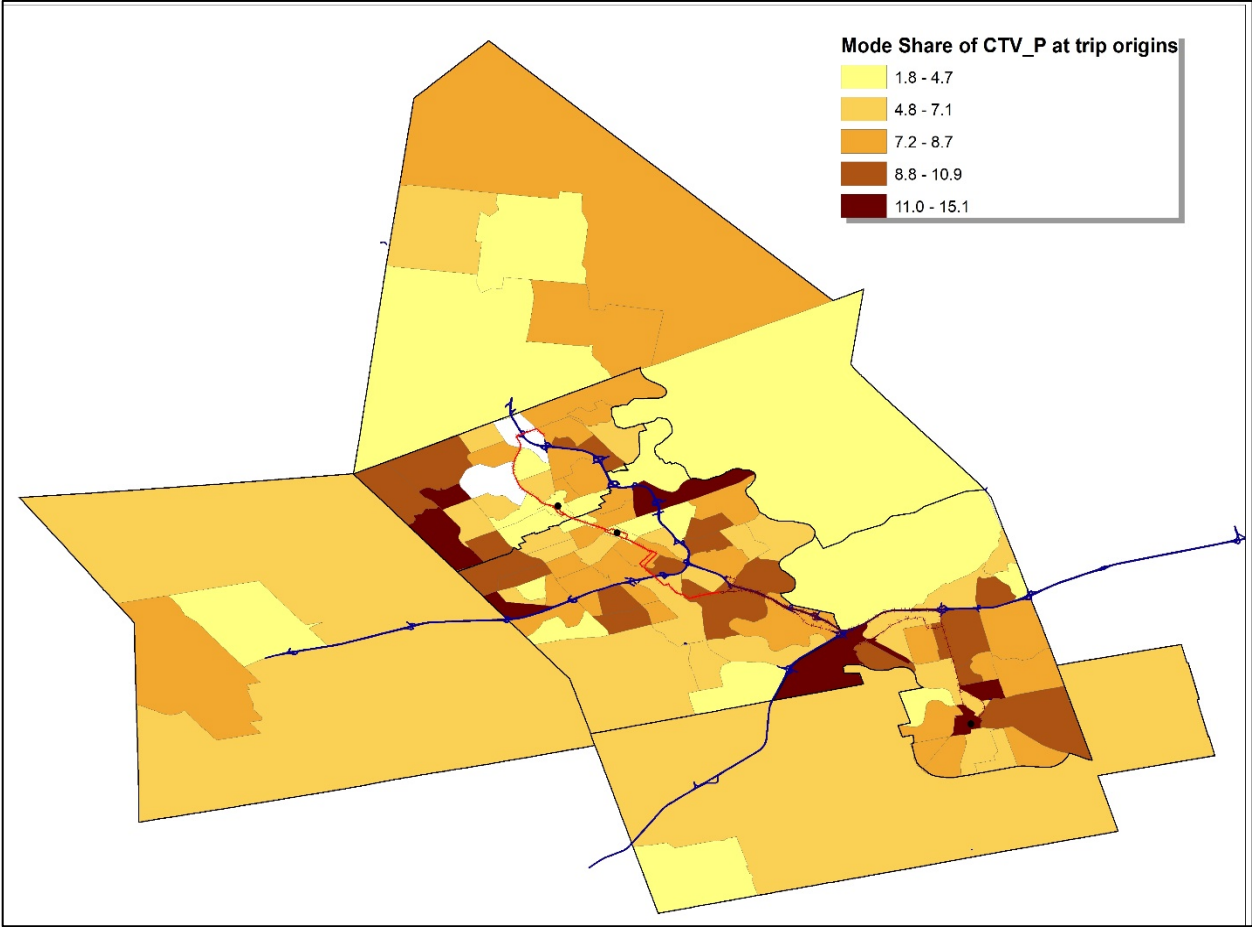 Mode Share of CTV_P at trip origins
1.8 - 4.7
4.8 - 7.1
7.2 - 8.7
8.8 - 10.9
11.0 - 15.1